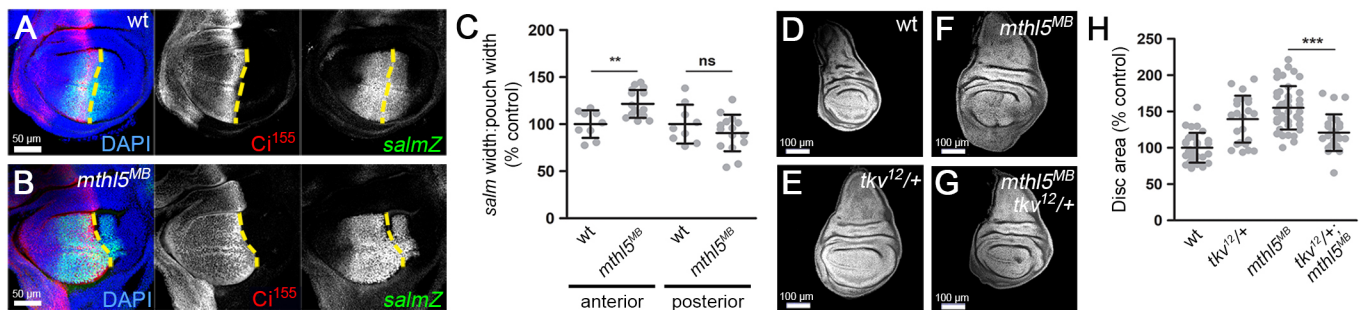 A
wt
50 µm
DAPI
Ci155
salmZ
B
mthl5MB
50 µm
DAPI
Ci155
salmZ
C
salm width:pouch width
(% control)
200
150
100
50
0
**
ns
wt
mthl5MB
wt
mthl5MB
anterior
posterior
D
wt
100 µm
F
mthl5MB
100 µm
E
tkv12/+
100 µm
G
mthl5MB
tkv12/+
100 µm
H
Disc area (% control)
250
200
150
100
50
0
***
wt
tkv12/+
mthl5MB
tkv12/+;
mthl5MB